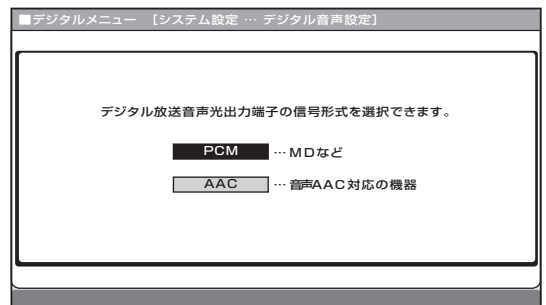 ■デジタルメニュー [システム設定 … デジタル音声設定]
デジタル放送音声光出力端子の信号形式を選択できます。
PCM …MDなど
AAC …音声AAC対応の機器